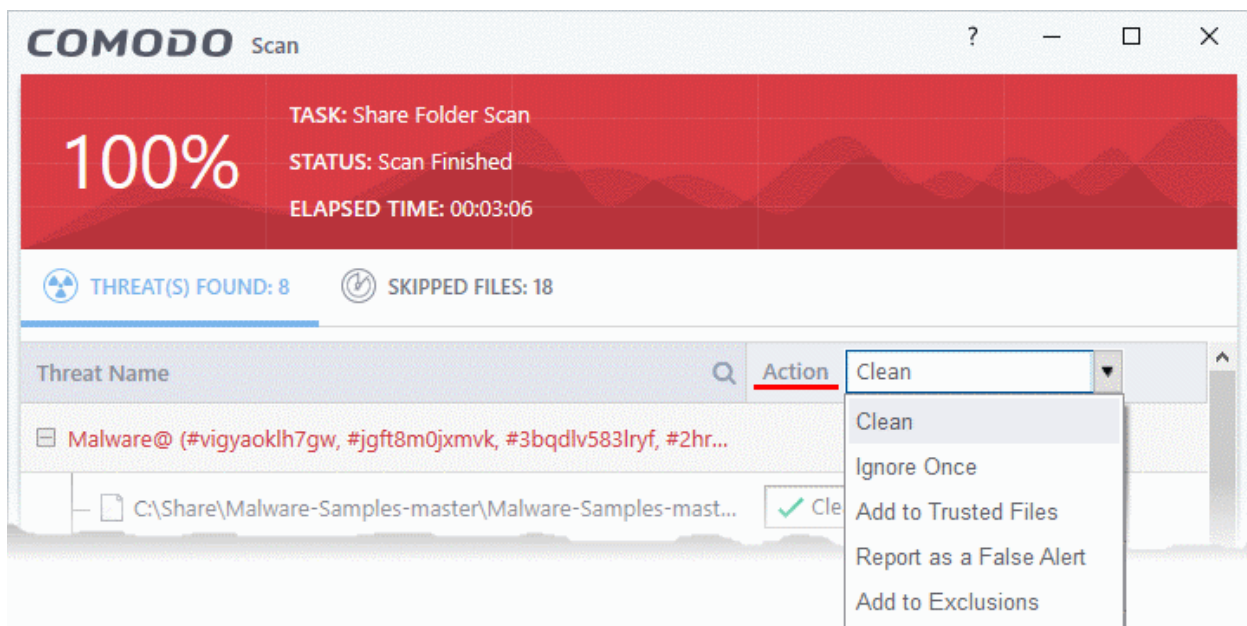 COMODO Scan ?
TASK: Share Folder Scan
100%
STATUS: Scan Finished
ELAPSED TIME: 00:03:06
THREAT(S) FOUND: 8 SKIPPED FILES: 18
Threat Name Action Clean
Clean
Malware@ (#vigyaoklh7gw, #jgft8m0jxmvk, #3bqdlv583lryf, #2hr...
Ignore Once
C:\Share\Malware-Samples-master\Malware-Samples-mast... Cle
Add to Trusted Files
Report as a False Alert
Add to Exclusions